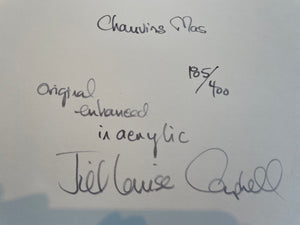 Chauvins Mas
185/400
Original
enhanced
in acrylic
Jill Louise Campbell